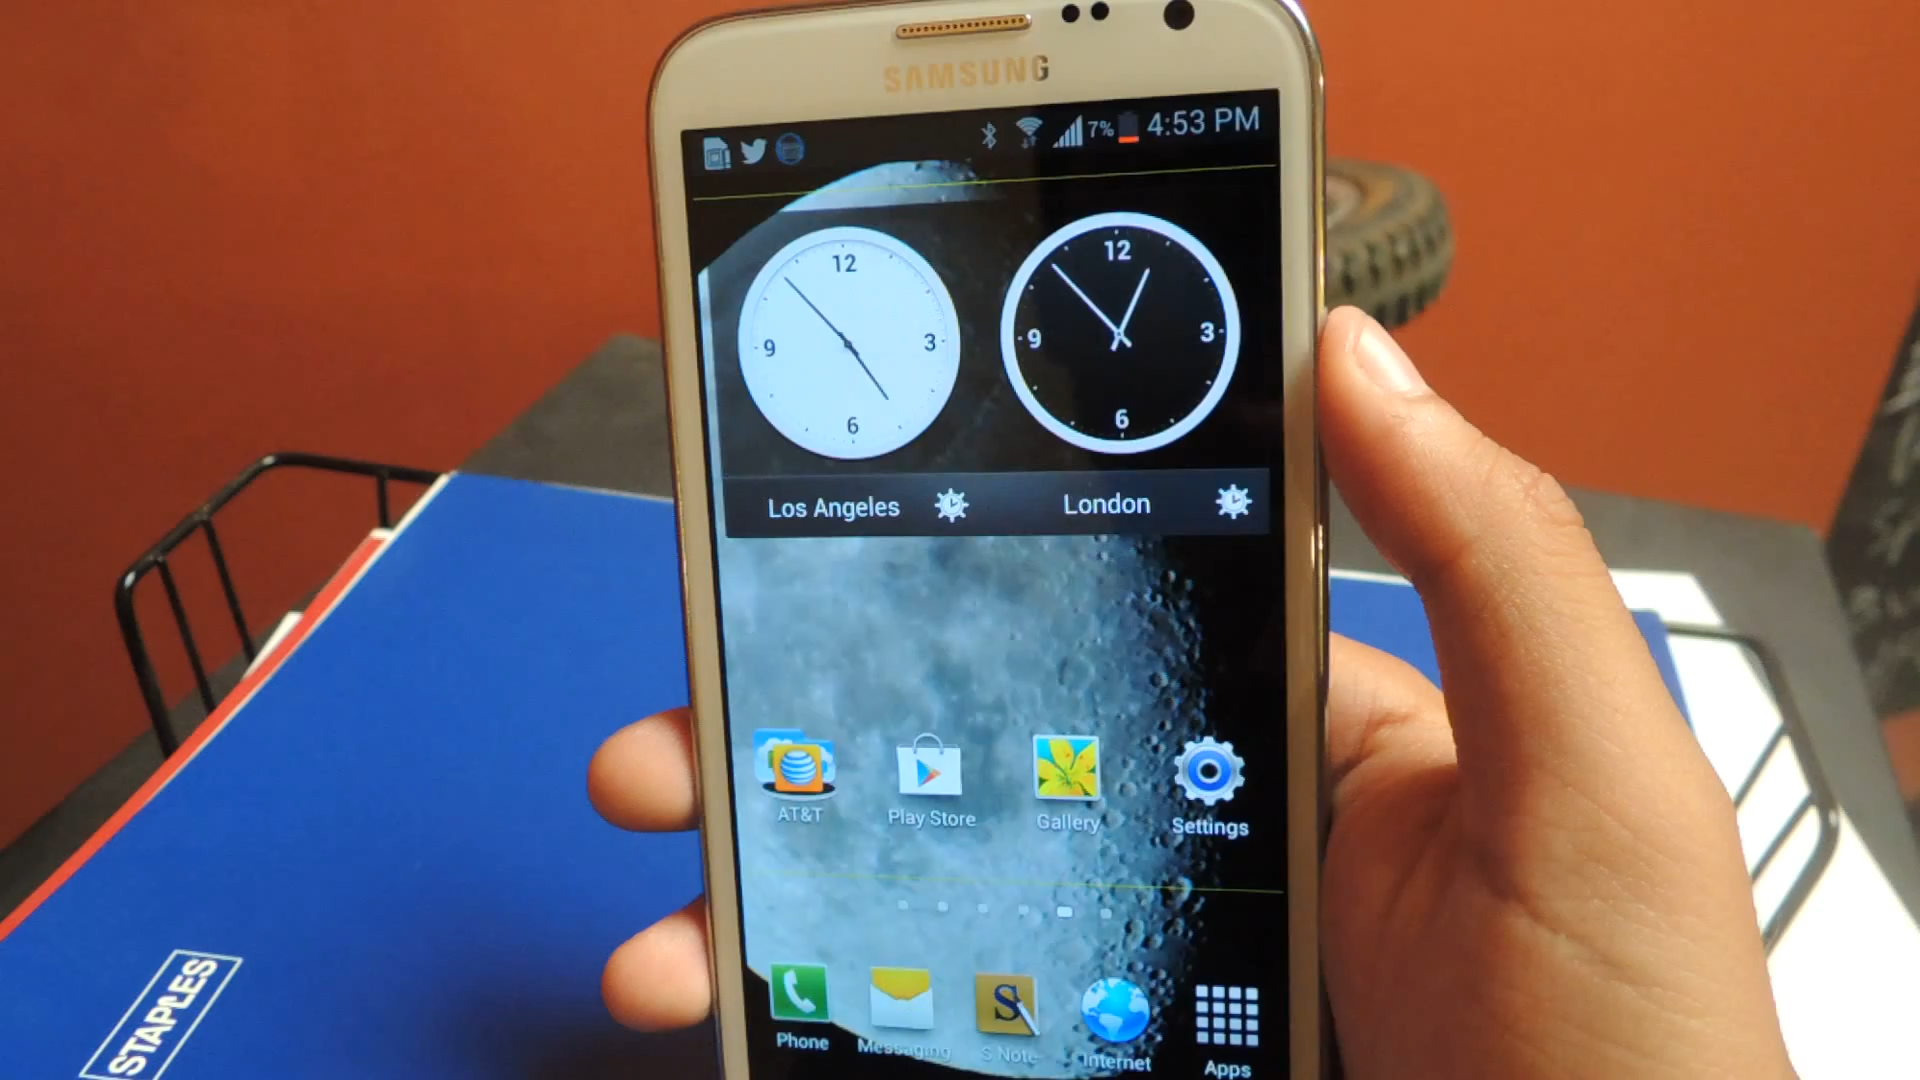 SAMSUNG
7% 4:53 PM
12
9
3
6
12
9
3
6
Los Angeles
London
AT&T
Play Store
Gallery
Settings
Phone
Messaging
S Note
Internet
Apps
STAPLES